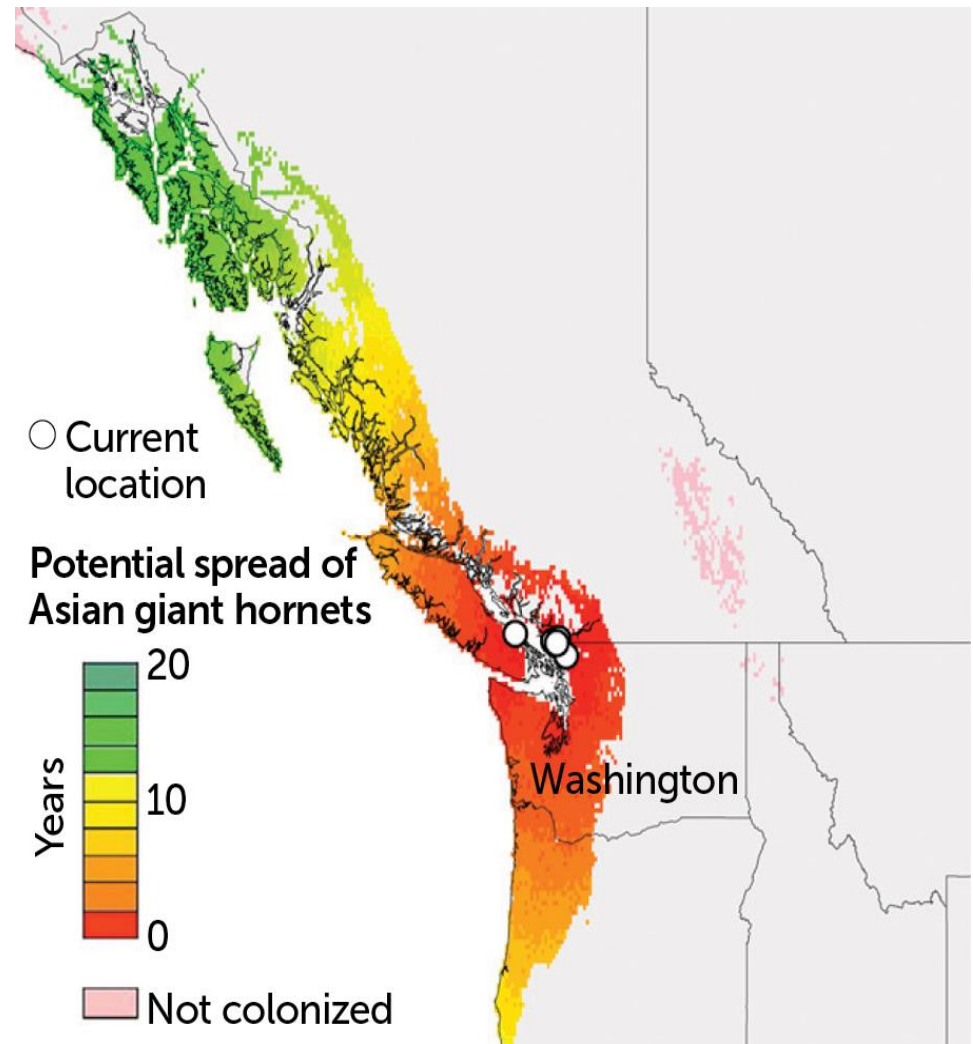 Current
location
Potential spread of
Asian giant hornets
20
10
0
Years
Not colonized
Washington